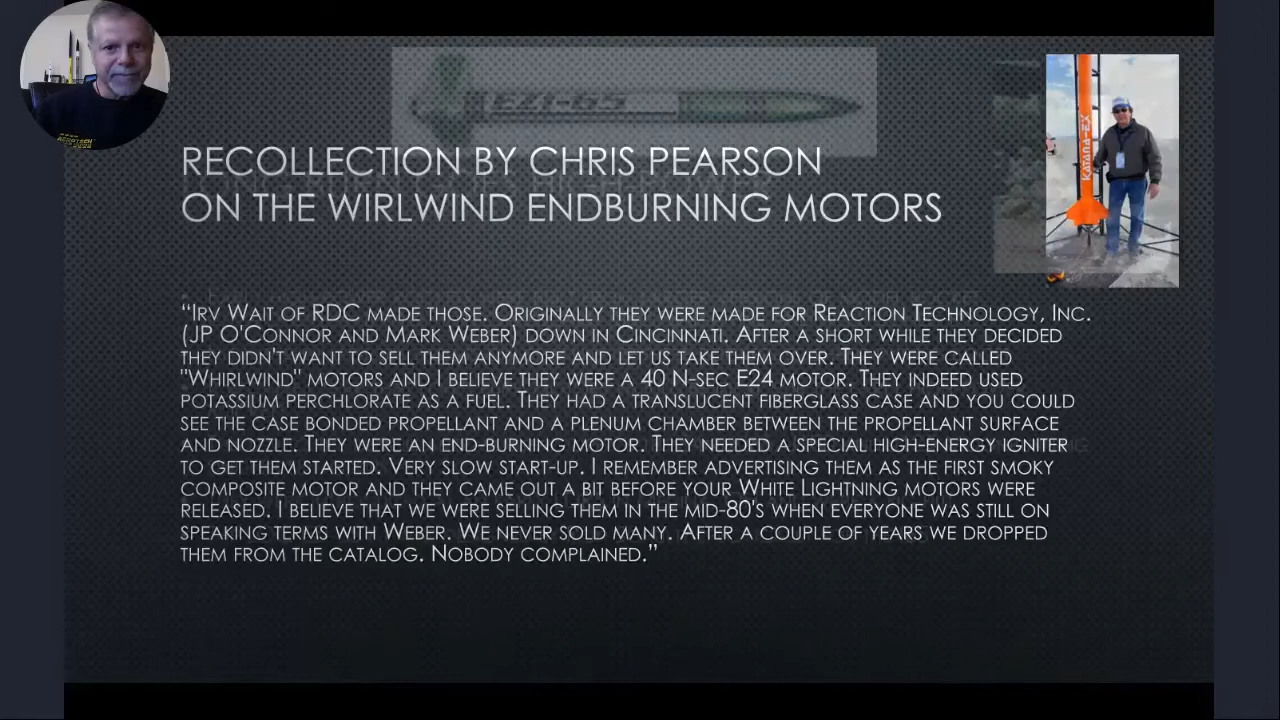 EZI-65
RECOLLECTION BY CHRIS PEARSON
ON THE WIRLWIND ENDBURNING MOTORS
KATANA-EX
AEROTECH
“IRV WAIT OF RDC MADE THOSE. ORIGINALLY THEY WERE MADE FOR REACTION TECHNOLOGY, INC.
(JP O'CONNOR AND MARK WEBER) DOWN IN CINCINNATI. AFTER A SHORT WHILE THEY DECIDED
THEY DIDN'T WANT TO SELL THEM ANYMORE AND LET US TAKE THEM OVER. THEY WERE CALLED
"WHIRLWIND" MOTORS AND I BELIEVE THEY WERE A 40 N-SEC E24 MOTOR. THEY INDEED USED
POTASSIUM PERCHLORATE AS A FUEL. THEY HAD A TRANSLUCENT FIBERGLASS CASE AND YOU COULD
SEE THE CASE BONDED PROPELLANT AND A PLENUM CHAMBER BETWEEN THE PROPELLANT SURFACE
AND NOZZLE. THEY WERE AN END-BURNING MOTOR. THEY NEEDED A SPECIAL HIGH-ENERGY IGNITER
TO GET THEM STARTED. VERY SLOW START-UP. I REMEMBER ADVERTISING THEM AS THE FIRST SMOKY
COMPOSITE MOTOR AND THEY CAME OUT A BIT BEFORE YOUR WHITE LIGHTNING MOTORS WERE
RELEASED. I BELIEVE THAT WE WERE SELLING THEM IN THE MID-80'S WHEN EVERYONE WAS STILL ON
SPEAKING TERMS WITH WEBER. WE NEVER SOLD MANY. AFTER A COUPLE OF YEARS WE DROPPED
THEM FROM THE CATALOG. NOBODY COMPLAINED.”